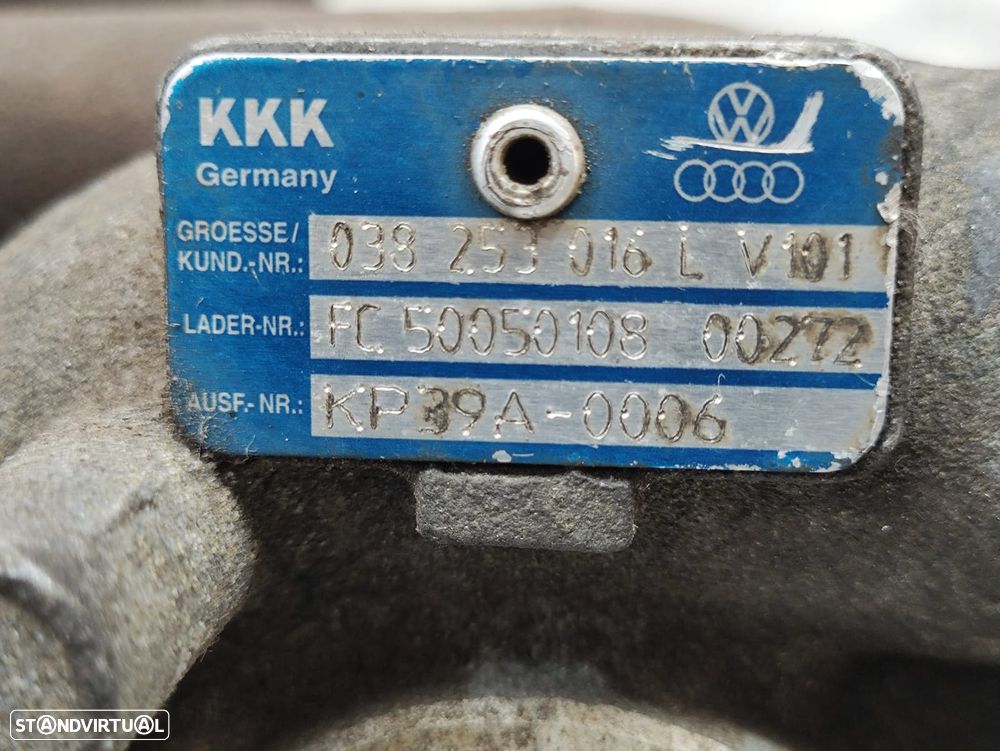 KKK
Germany
GROESSE/
KUND.-NR.: 038 253 016 L V101
LADER-NR.: FC 50050108 00272
AUSF.-NR.: KP39A-0006
STANDVIRTUAL